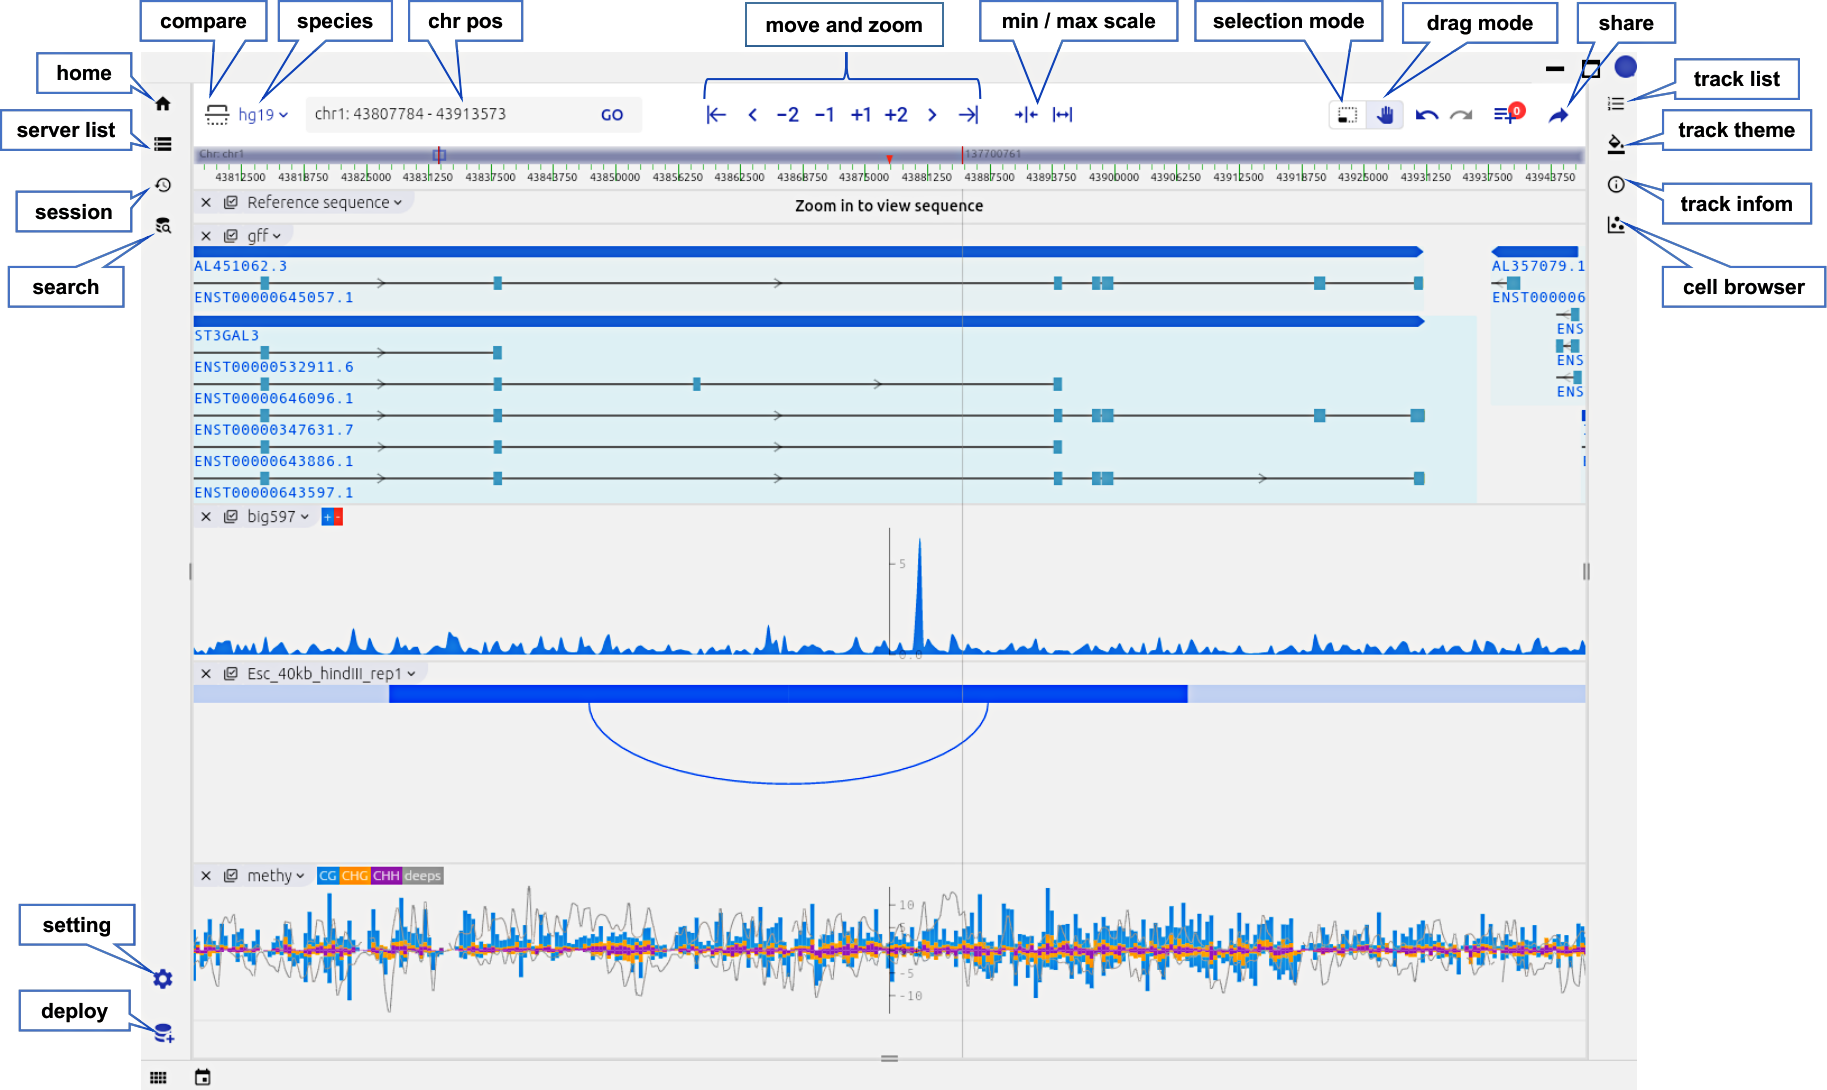 compare
species
chr pos
move and zoom
min / max scale
selection mode
drag mode
share
home
server list
session
search
setting
deploy
track list
track theme
track infom
cell browser
hg19
chr1: 43807784 - 43913573
GO
-2 -1 +1 +2
0
Chr: chr1
137700761
43812500 43818750 43825000 43831250 43837500 43843750 43850000 43856250 43862500 43868750 43875000 43881250 43887500 43893750 43900000 43906250 43912500 43918750 43925000 43931250 43937500 43943750
Reference sequence
Zoom in to view sequence
gff
AL451062.3
ENST00000645057.1
ST3GAL3
ENST00000532911.6
ENST00000646096.1
ENST00000347631.7
ENST00000643886.1
ENST00000643597.1
AL357079.1
ENST000006
ENS
ENS
ENS
big597
+ -
5
0.0
Esc_40kb_hindIII_rep1
methy
CG CHG CHH deeps
10
5
-5
-10